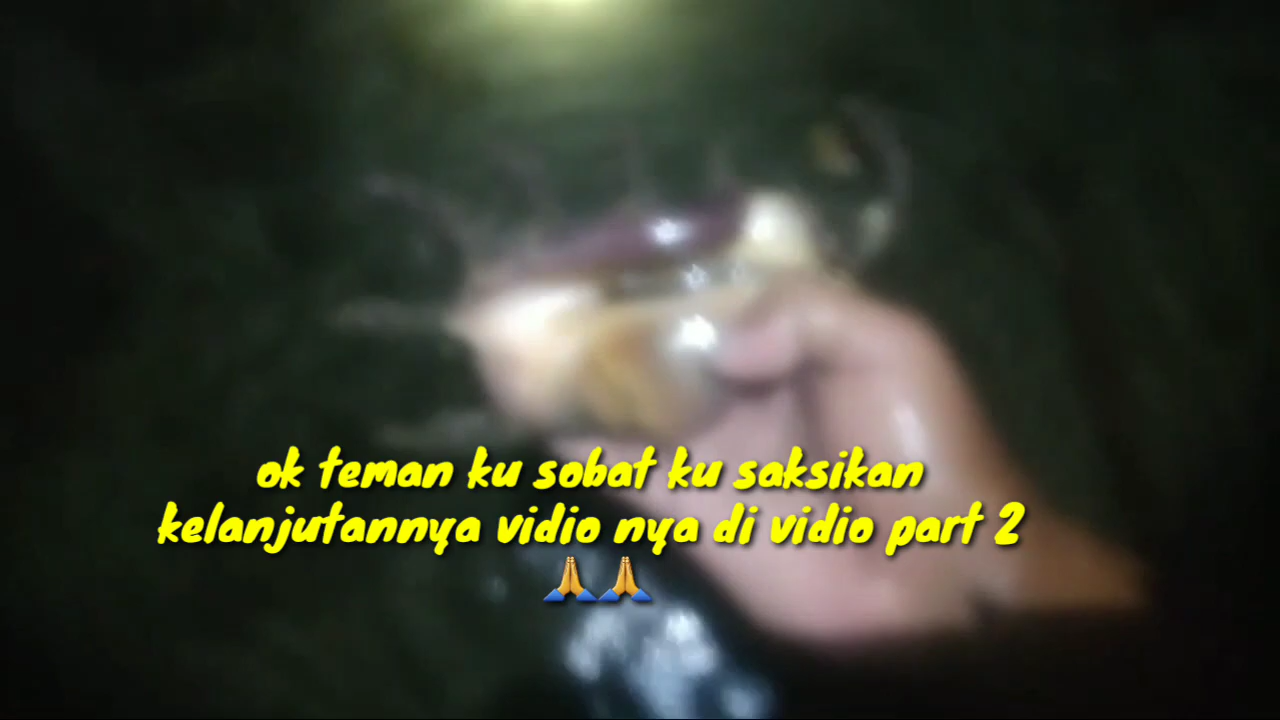 ok teman ku sobat ku saksikan
kelanjutannya vidio nya di vidio part 2
🙏🙏